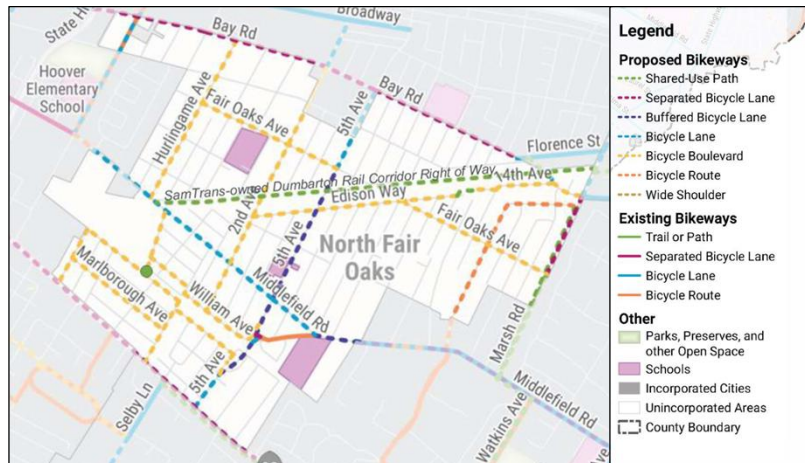 Broadway
State H
Bay Rd
Hoover
Elementary
School
Hurlingame Ave
Fair Oaks Ave
5th Ave
Bay Rd
Florence St
SamTrans-owned Dumbarton Rail Corridor Right of Way
14th Ave
2nd Ave
Edison Way
5th Ave
North Fair
Oaks
Fair Oaks Ave
Marlborough Ave
William Ave
Middlefield Rd
Marsh Rd
5th Ave
Selby Ln
Middlefield Rd
Watkins Ave
Legend
Proposed Bikeways
Shared-Use Path
Separated Bicycle Lane
Buffered Bicycle Lane
Bicycle Lane
Bicycle Boulevard
Bicycle Route
Wide Shoulder
Existing Bikeways
Trail or Path
Separated Bicycle Lane
Bicycle Lane
Bicycle Route
Other
Parks, Preserves, and
other Open Space
Schools
Incorporated Cities
Unincorporated Areas
County Boundary